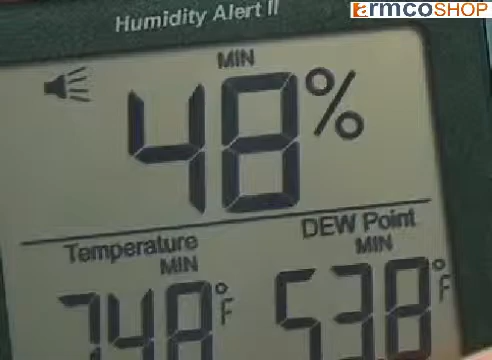 armcoSHOP
Humidity Alert II
MIN
48%
Temperature
DEW Point
MIN
MIN
748°F
538°F